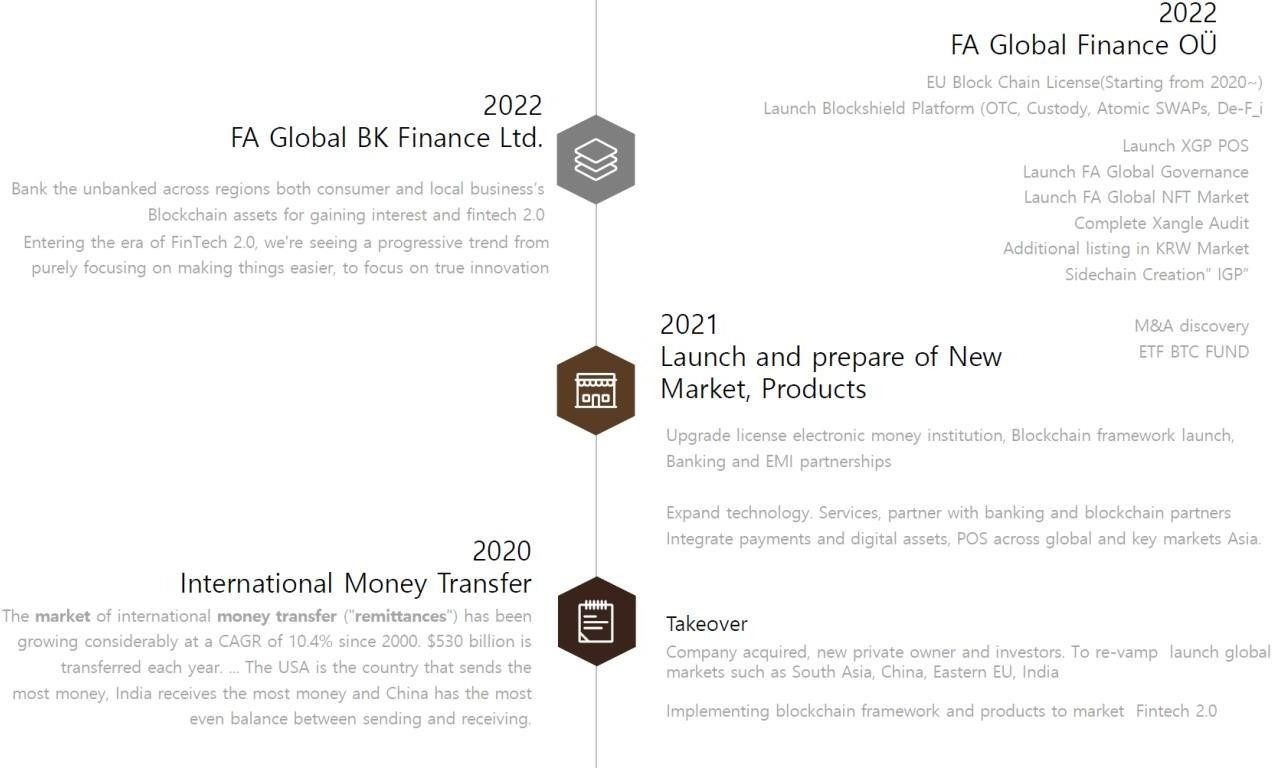 2022
FA Global Finance OÜ
EU Block Chain License(Starting from 2020~)
Launch Blockshield Platform (OTC, Custody, Atomic SWAPs, De-F_i
Launch XGP POS
Launch FA Global Governance
Launch FA Global NFT Market
Complete Xangle Audit
Additional listing in KRW Market
Sidechain Creation” IGP”
M&A discovery
ETF BTC FUND
2022
FA Global BK Finance Ltd.
Bank the unbanked across regions both consumer and local business’s
Blockchain assets for gaining interest and fintech 2.0
Entering the era of FinTech 2.0, we're seeing a progressive trend from
purely focusing on making things easier, to focus on true innovation
2021
Launch and prepare of New
Market, Products
Upgrade license electronic money institution, Blockchain framework launch,
Banking and EMI partnerships
Expand technology. Services, partner with banking and blockchain partners
Integrate payments and digital assets, POS across global and key markets Asia.
2020
International Money Transfer
The market of international money transfer ("remittances") has been
growing considerably at a CAGR of 10.4% since 2000. $530 billion is
transferred each year. ... The USA is the country that sends the
most money, India receives the most money and China has the most
even balance between sending and receiving.
Takeover
Company acquired, new private owner and investors. To re-vamp launch global
markets such as South Asia, China, Eastern EU, India
Implementing blockchain framework and products to market Fintech 2.0